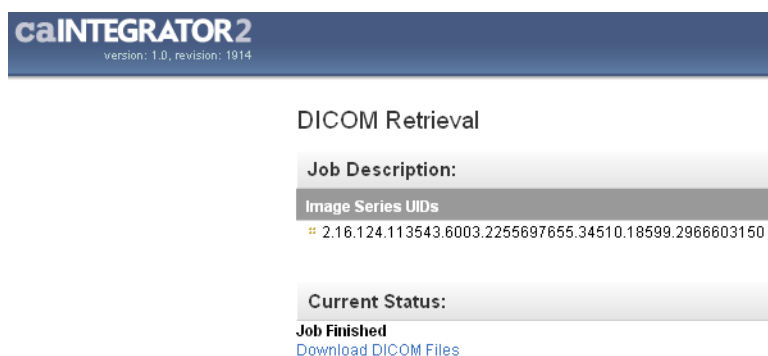 caINTEGRATOR2
version: 1.0, revision: 1914
DICOM Retrieval
Job Description:
Image Series UIDs
2.16.124.113543.6003.2255697655.34510.18599.2966603150
Current Status:
Job Finished
Download DICOM Files